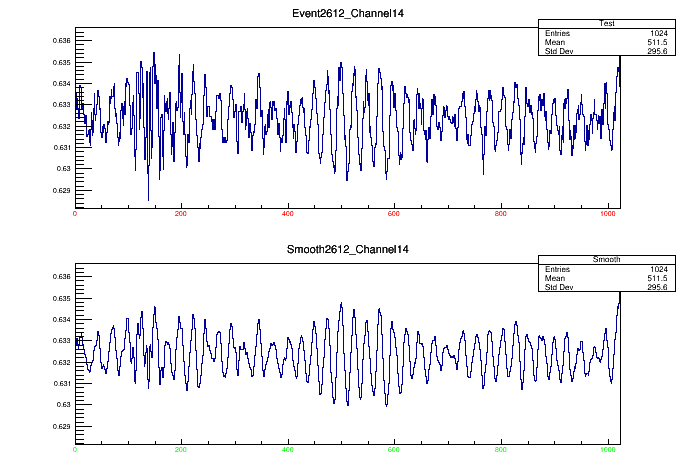 Event2612_Channel14
Test
Entries 1024
Mean 511.5
Std Dev 295.6
0.636
0.635
0.634
0.633
0.632
0.631
0.63
0.629
0 200 400 600 800 1000
Smooth2612_Channel14
Smooth
Entries 1024
Mean 511.5
Std Dev 295.6
0.636
0.635
0.634
0.633
0.632
0.631
0.63
0.629
0 200 400 600 800 1000